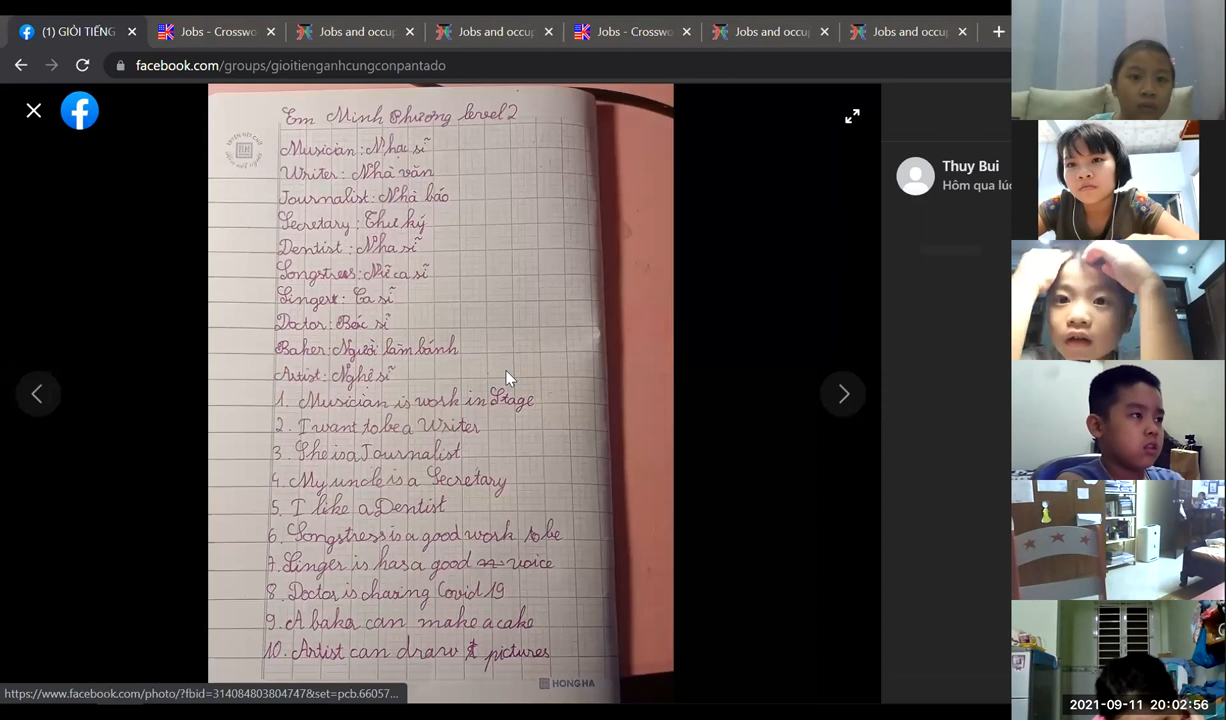 (1) GIỎI TIẾNG
Jobs - Crosswo
Jobs and occup
Jobs and occup
Jobs - Crosswo
Jobs and occup
Jobs and occup
facebook.com/groups/gioitienganhcungconpantado
Em Minh Phương level 2
Musician: Nhạc sĩ
Writer: Nhà văn
Journalist: Nhà báo
Secretary: Thư ký
Dentist: Nha sĩ
Songstress: Nữ ca sĩ
Singer: Ca sĩ
Doctor: Bác sĩ
Baker: Người làm bánh
Artist: Nghệ sĩ
1. Musician is work in Stage
2. I want to be a Writer
3. She is a Journalist
4. My uncle is a Secretary
5. I like a Dentist
6. Songstress is a good work to be
7. Singer is has a good voice
8. Doctor is charing Covid 19
9. A baker can make a cake
10. Artist can draw pictures
HONG HA
Thuy Bui
Hôm qua lúc
https://www.facebook.com/photo/?fbid=314084803804747&set=pcb.66057...
2021-09-11 20:02:56